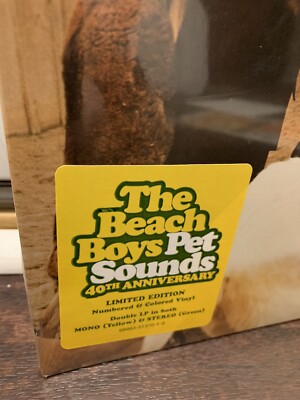 The
Beach
Boys Pet
Sounds
40TH ANNIVERSARY
LIMITED EDITION
Numbered & Colored Vinyl
Double LP in both
MONO (Yellow) & STEREO (Green)